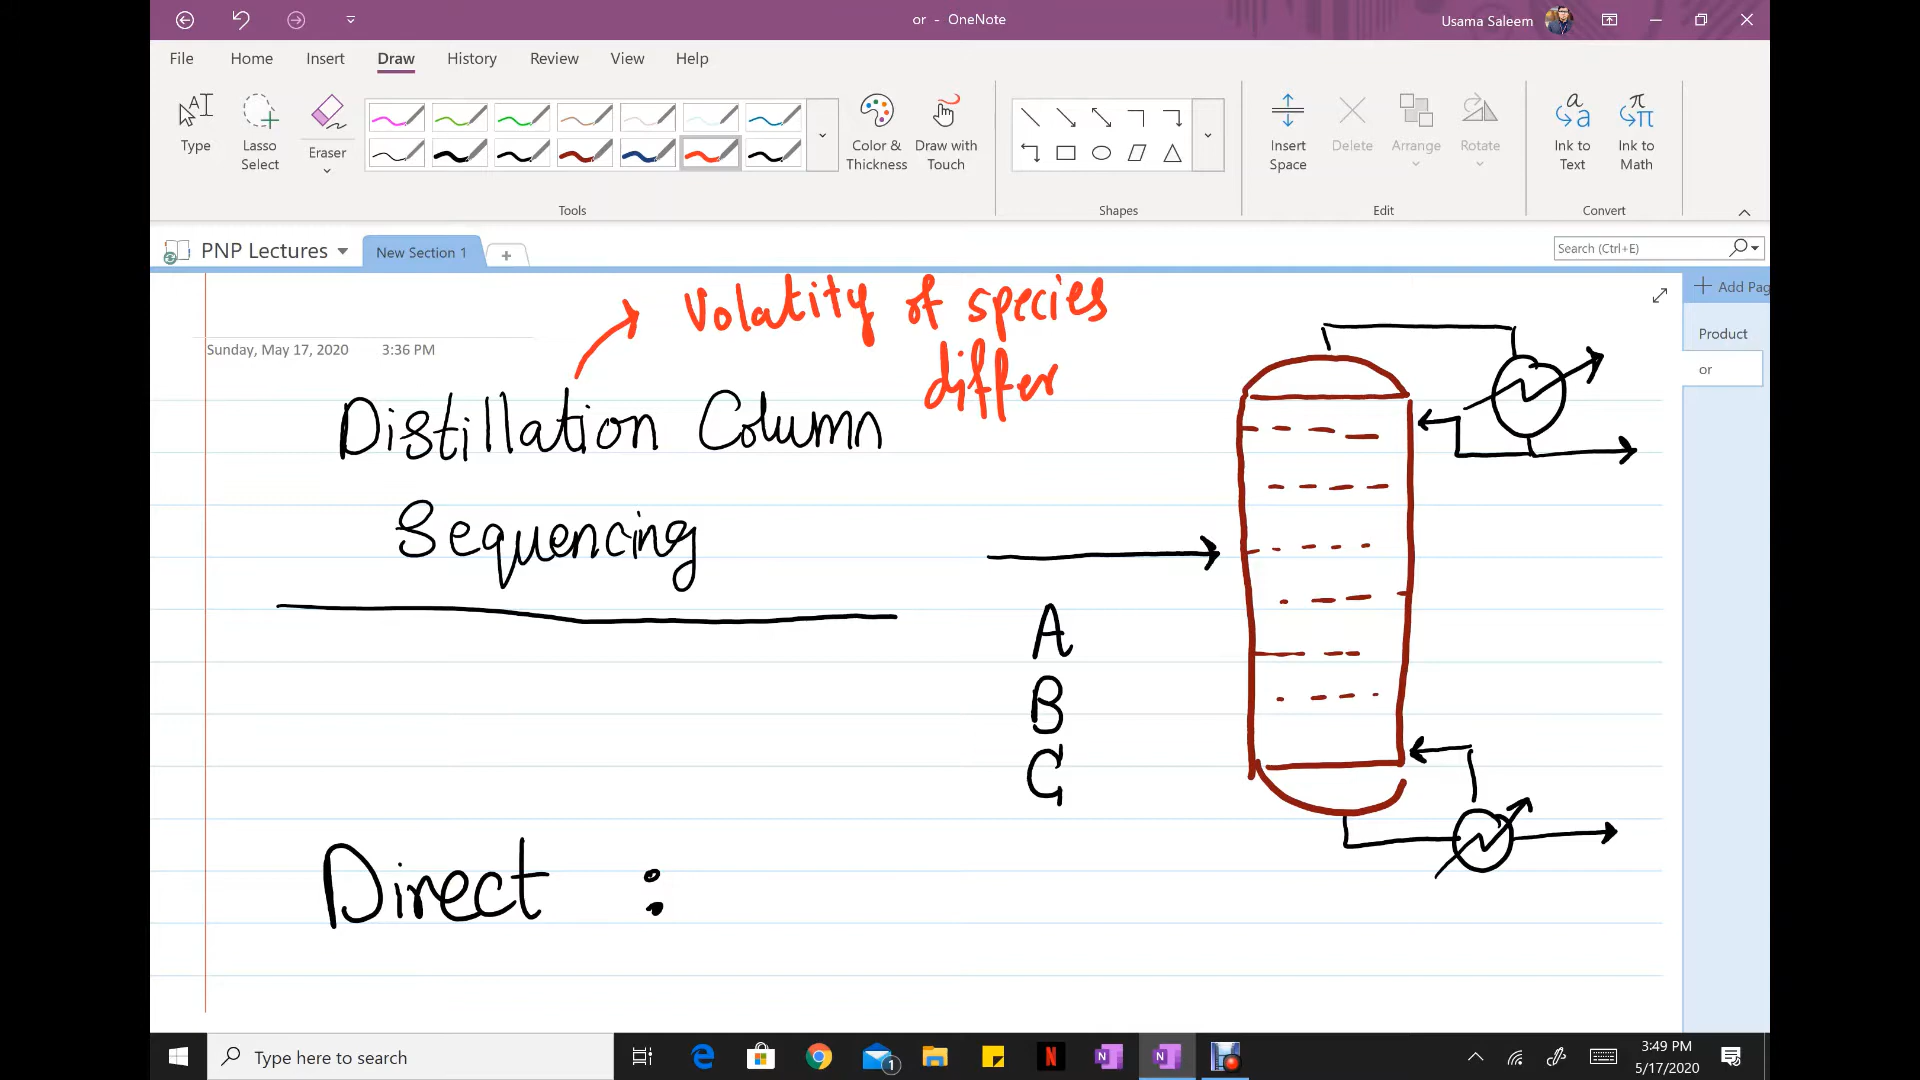 or - OneNote
Usama Saleem
File Home Insert Draw History Review View Help
Type
Lasso Select
Eraser
Color & Thickness
Draw with Touch
Insert Space
Delete
Arrange
Rotate
Ink to Text
Ink to Math
Tools
Shapes
Edit
Convert
PNP Lectures
New Section 1
Search (Ctrl+E)
Add Pag
Product
or
Sunday, May 17, 2020 3:36 PM
Volatity of species
differ
Distillation Column
Sequencing
A
B
C
Direct :
Type here to search
1
3:49 PM
5/17/2020